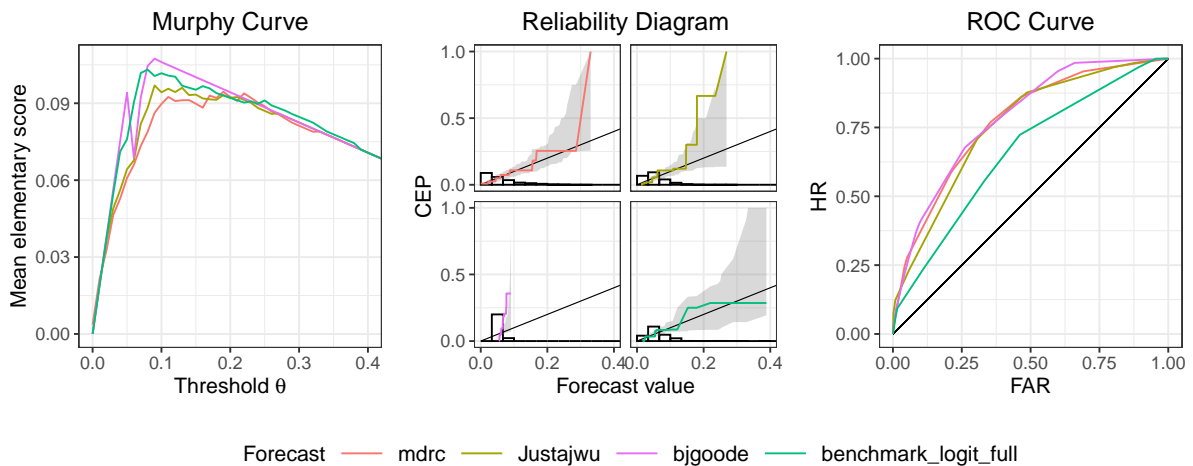 Murphy Curve
Reliability Diagram
ROC Curve
Mean elementary score
0.00
0.03
0.06
0.09
0.0
0.1
0.2
0.3
0.4
Threshold θ
CEP
0.0
0.5
1.0
0.0
0.5
1.0
0.0
0.2
0.4
0.0
0.2
0.4
Forecast value
HR
0.00
0.25
0.50
0.75
1.00
0.00
0.25
0.50
0.75
1.00
FAR
Forecast
mdrc
Justajwu
bjgoode
benchmark_logit_full